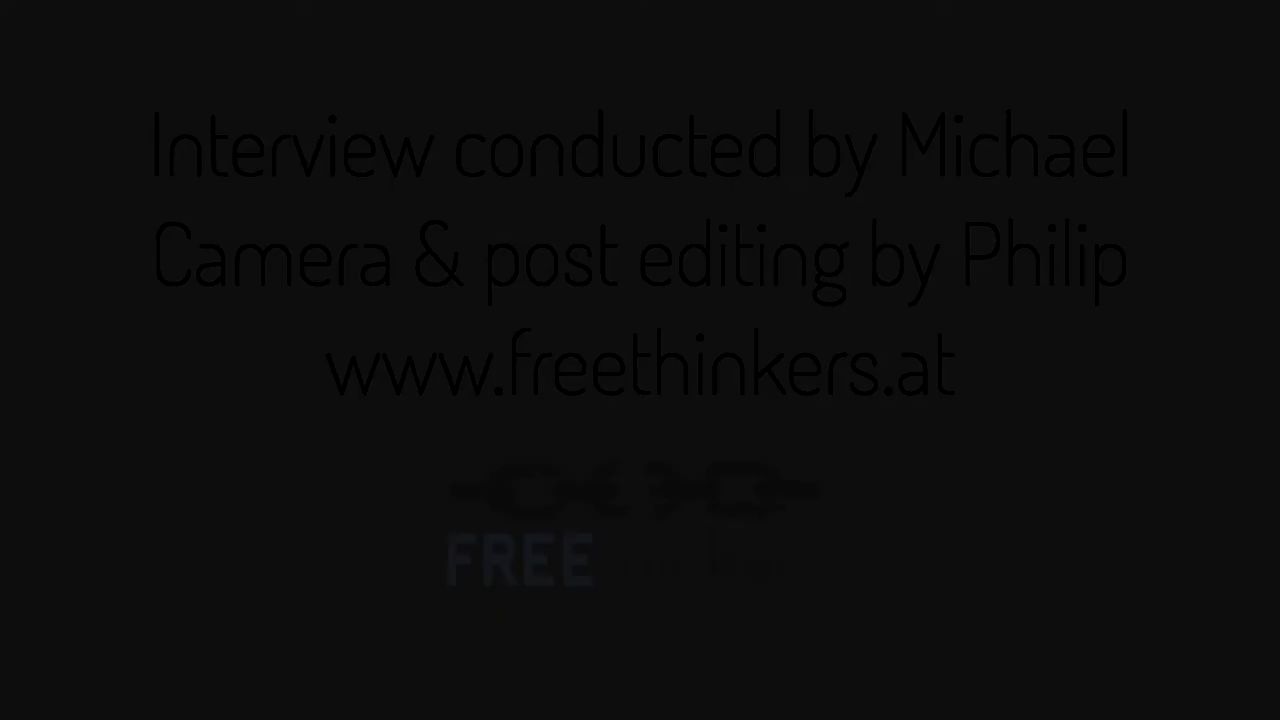 Interview conducted by Michael
Camera & post editing by Philip
www.freethinkers.at
FREE